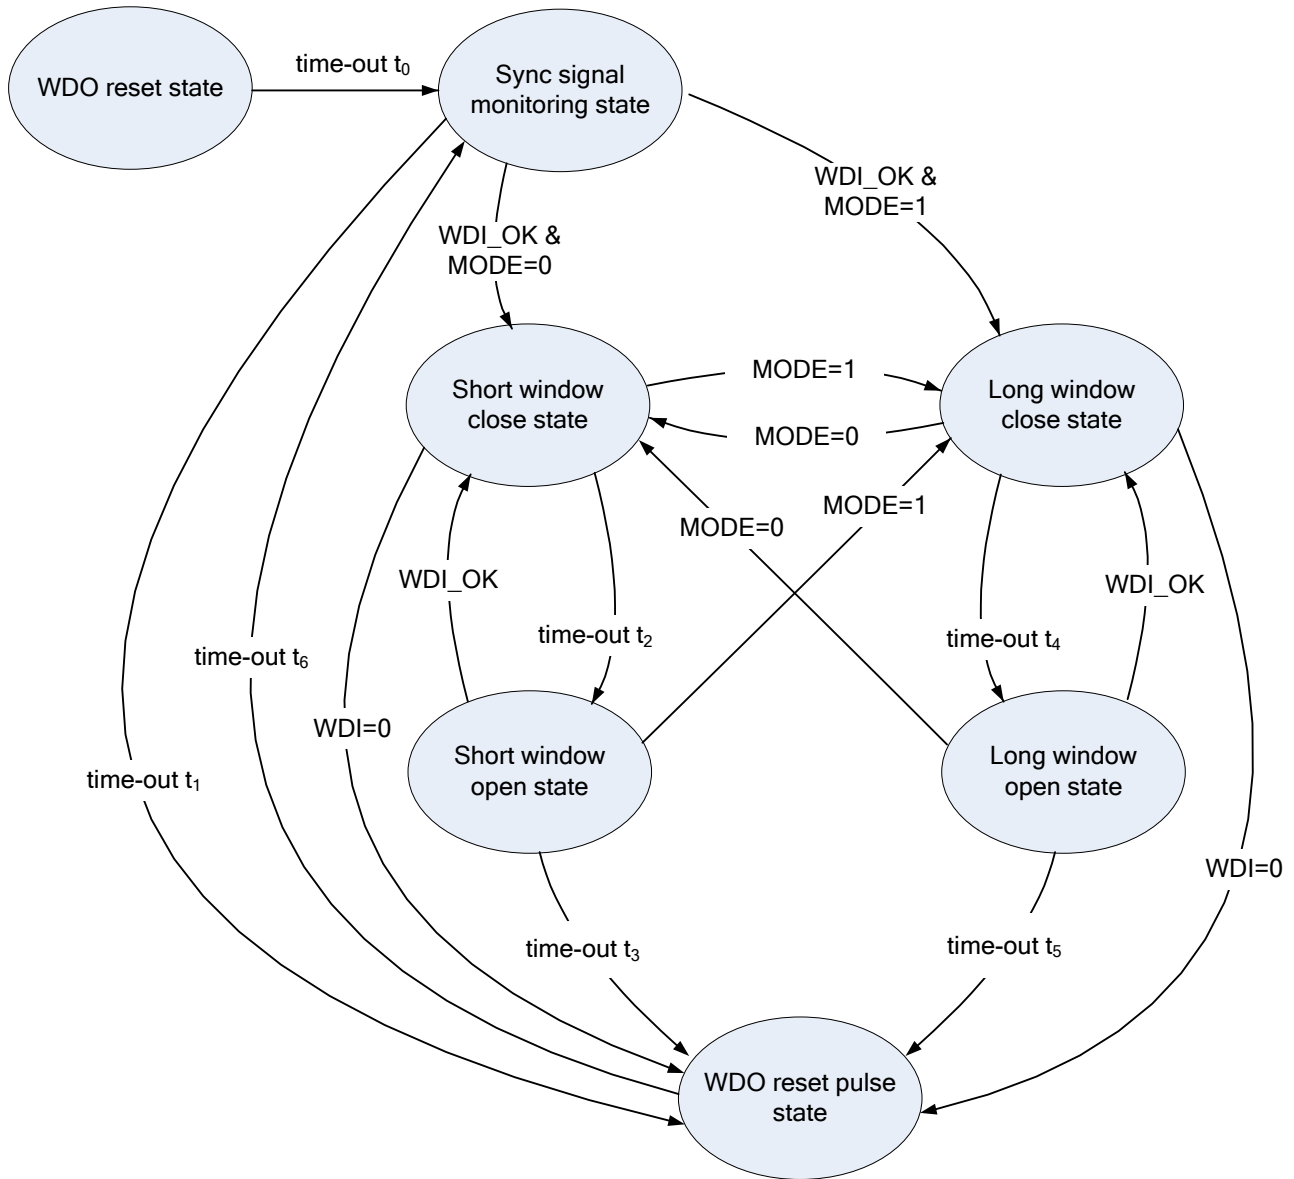 WDO reset state
time-out t₀
Sync signal
monitoring state
WDI_OK &
MODE=1
WDI_OK &
MODE=0
Short window
close state
MODE=1
MODE=0
Long window
close state
MODE=1
MODE=0
WDI_OK
WDI_OK
time-out t₂
time-out t₄
time-out t₆
WDI=0
Short window
open state
Long window
open state
time-out t₁
WDI=0
time-out t₃
time-out t₅
WDO reset pulse
state